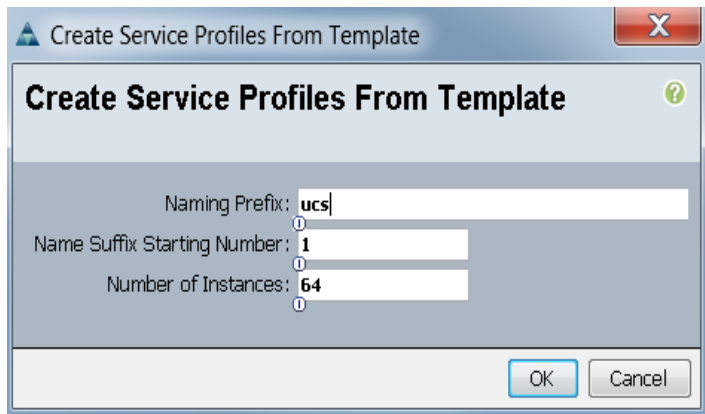 Create Service Profiles From Template
X
Create Service Profiles From Template
?
Naming Prefix: ucs
Name Suffix Starting Number: 1
Number of Instances: 64
OK Cancel